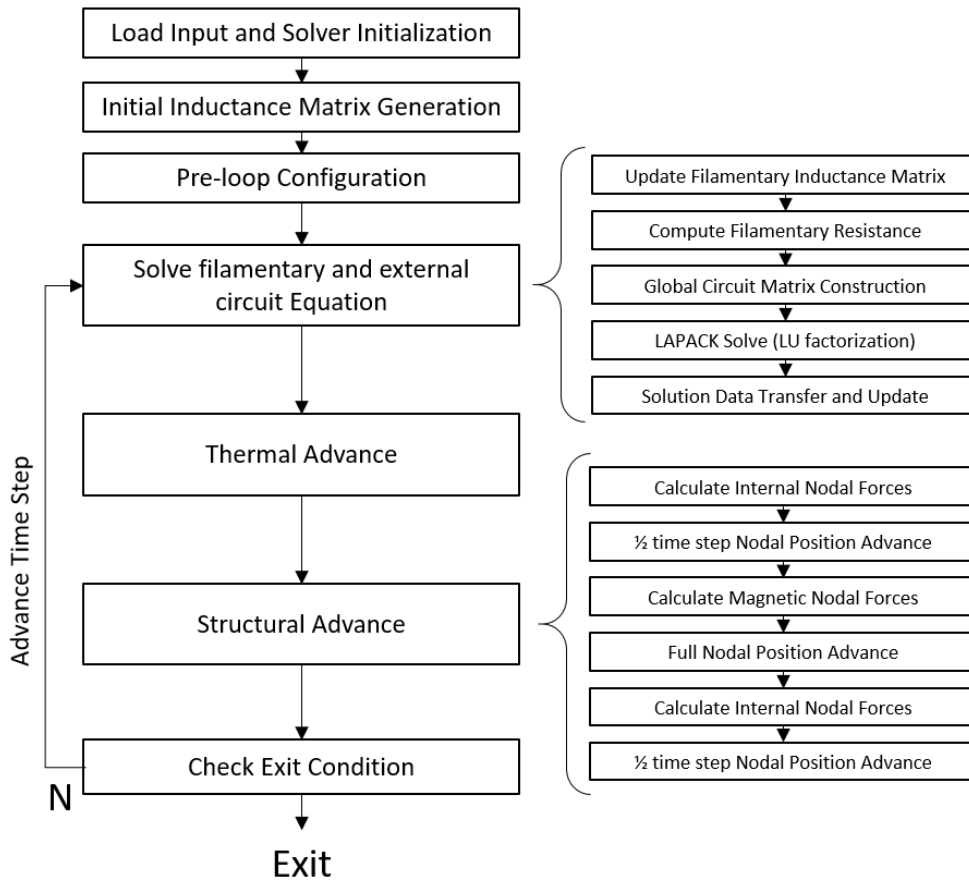 Load Input and Solver Initialization
Initial Inductance Matrix Generation
Pre-loop Configuration
Solve filamentary and external
circuit Equation
Thermal Advance
Structural Advance
Check Exit Condition
Exit
N
Advance Time Step
Update Filamentary Inductance Matrix
Compute Filamentary Resistance
Global Circuit Matrix Construction
LAPACK Solve (LU factorization)
Solution Data Transfer and Update
Calculate Internal Nodal Forces
½ time step Nodal Position Advance
Calculate Magnetic Nodal Forces
Full Nodal Position Advance
Calculate Internal Nodal Forces
½ time step Nodal Position Advance